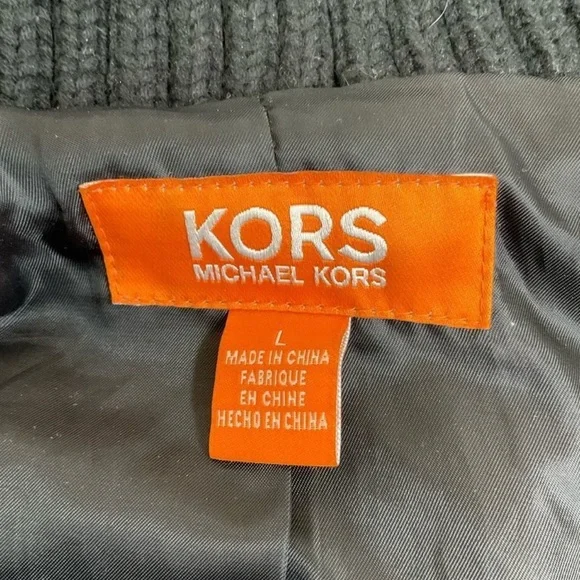 KORS
MICHAEL KORS
L
MADE IN CHINA
FABRIQUE
EN CHINE
HECHO EN CHINA